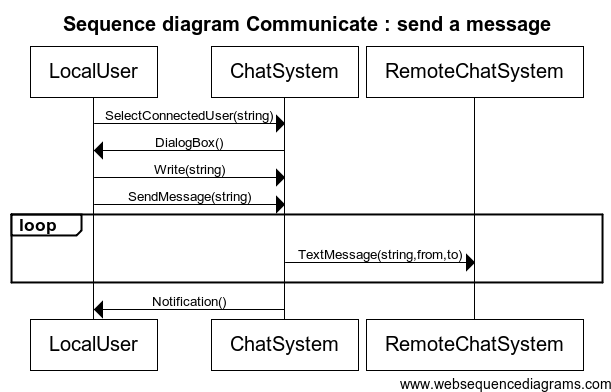 Sequence diagram Communicate : send a message
LocalUser ChatSystem RemoteChatSystem
SelectConnectedUser(string)
DialogBox()
Write(string)
SendMessage(string)
loop
TextMessage(string,from,to)
Notification()
LocalUser ChatSystem RemoteChatSystem
www.websequencediagrams.com